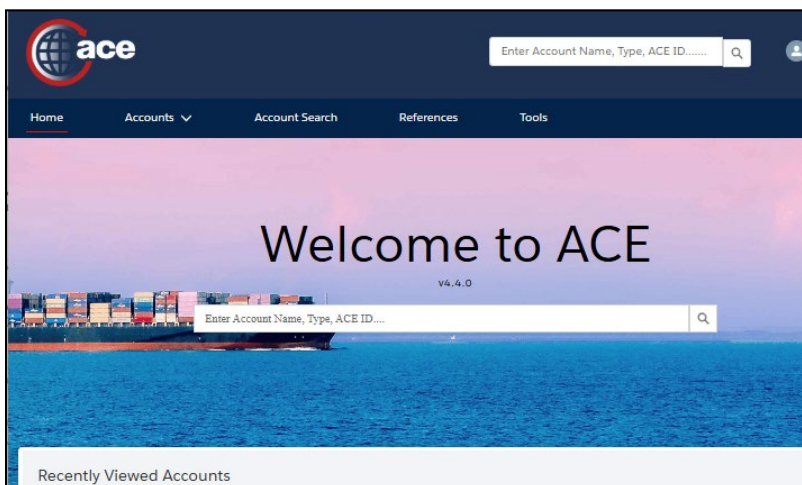 ace
Enter Account Name, Type, ACE ID.......
Home Accounts Account Search References Tools
Welcome to ACE
v4.4.0
Enter Account Name, Type, ACE ID....
Recently Viewed Accounts